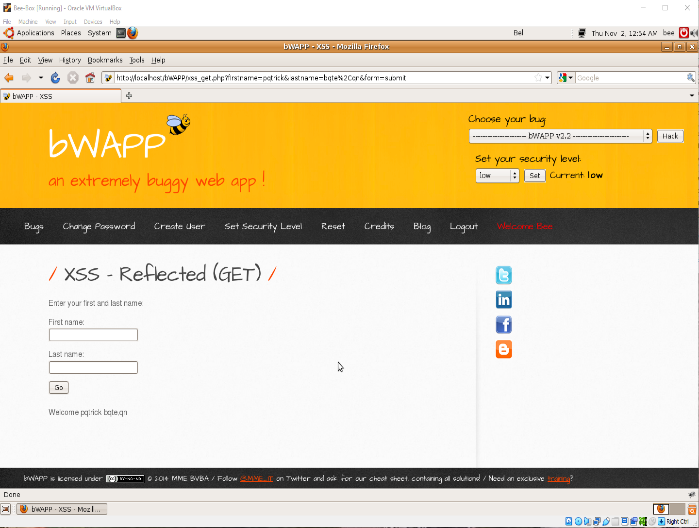 Bee-Box [Running] - Oracle VM VirtualBox
File Machine View Input Devices Help
Applications Places System Bel Thu Nov 2, 12:54 AM bee
bWAPP - XSS - Mozilla Firefox
File Edit View History Bookmarks Tools Help
http://localhost/bWAPP/xss_get.php?firstname=pqtrick&lastname=bqte%2Cqn&form=submit Google
bWAPP - XSS
bWAPP
an extremely buggy web app !
Choose your bug:
---------------------- bWAPP v2.2 ---------------------- Hack
Set your security level:
low Set Current: low
Bugs Change Password Create User Set Security Level Reset Credits Blog Logout Welcome Bee
/ XSS - Reflected (GET) /
Enter your first and last name:
First name:
Last name:
Go
Welcome pqtrick bqte,qn
bWAPP is licensed under © 2014 MME BVBA / Follow @MME_IT on Twitter and ask for our cheat sheet, containing all solutions! / Need an exclusive training?
Done
bWAPP - XSS - Mozil...
Right Ctrl